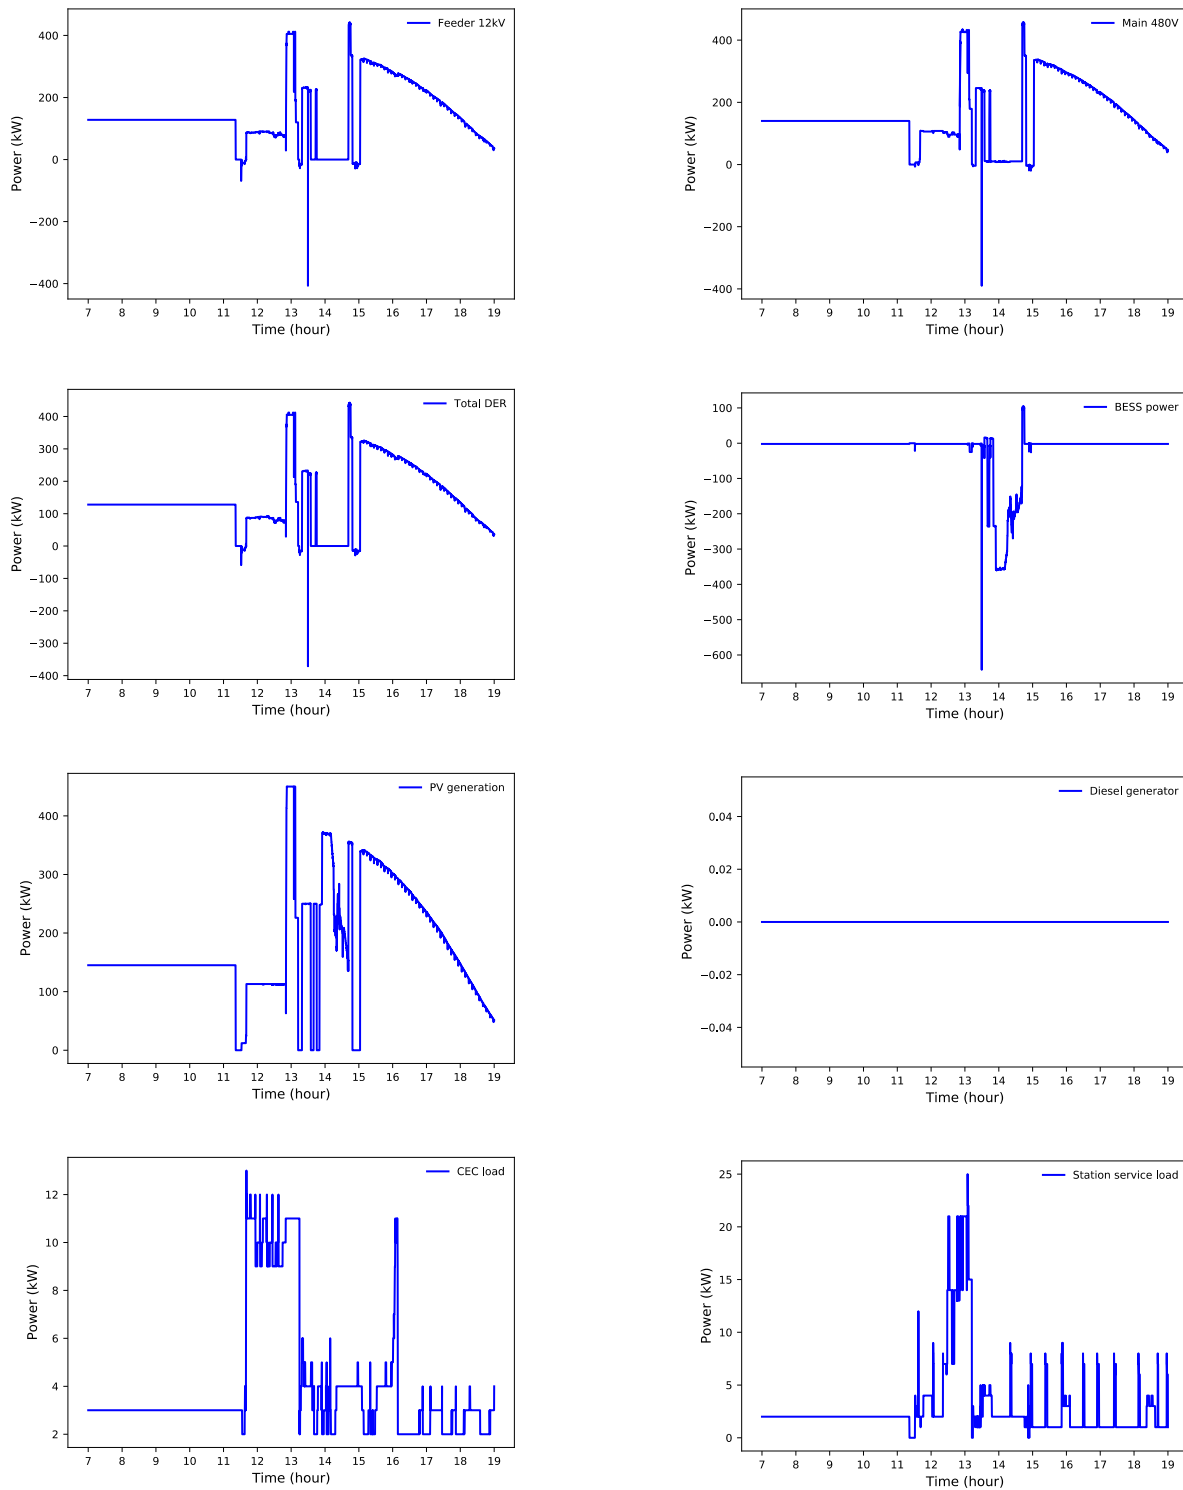 Feeder 12kV
400
200
0
−200
−400
Power (kW)
7 8 9 10 11 12 13 14 15 16 17 18 19
Time (hour)
Main 480V
400
200
0
−200
−400
Power (kW)
7 8 9 10 11 12 13 14 15 16 17 18 19
Time (hour)
Total DER
400
300
200
100
0
−100
−200
−300
−400
Power (kW)
7 8 9 10 11 12 13 14 15 16 17 18 19
Time (hour)
BESS power
100
0
−100
−200
−300
−400
−500
−600
Power (kW)
7 8 9 10 11 12 13 14 15 16 17 18 19
Time (hour)
PV generation
400
300
200
100
0
Power (kW)
7 8 9 10 11 12 13 14 15 16 17 18 19
Time (hour)
Diesel generator
0.04
0.02
0.00
−0.02
−0.04
Power (kW)
7 8 9 10 11 12 13 14 15 16 17 18 19
Time (hour)
CEC load
12
10
8
6
4
2
Power (kW)
7 8 9 10 11 12 13 14 15 16 17 18 19
Time (hour)
Station service load
25
20
15
10
5
0
Power (kW)
7 8 9 10 11 12 13 14 15 16 17 18 19
Time (hour)